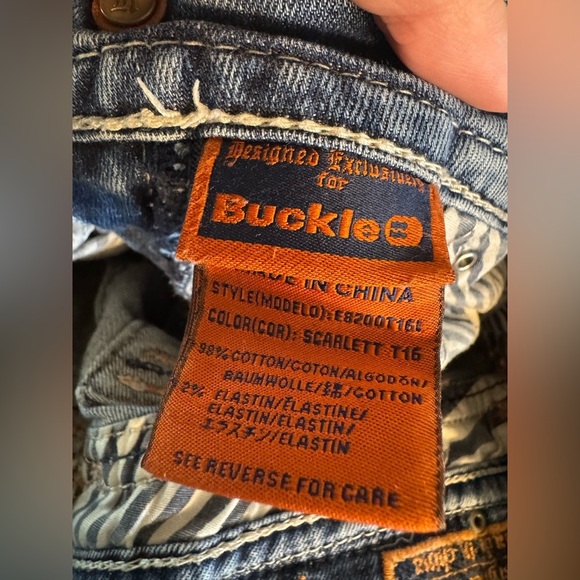 Designed Exclusively
for
Buckle B
MADE IN CHINA
STYLE(MODELO):E8200T16
COLOR(COR): SCARLETT T16
98% COTTON/COTON/ALGODÓN/
BAUMWOLLE/綿/COTTON
2% ELASTIN/ÉLASTINE/
ELASTIN/ELASTIN/
エラスチン/ELASTIN
SEE REVERSE FOR CARE